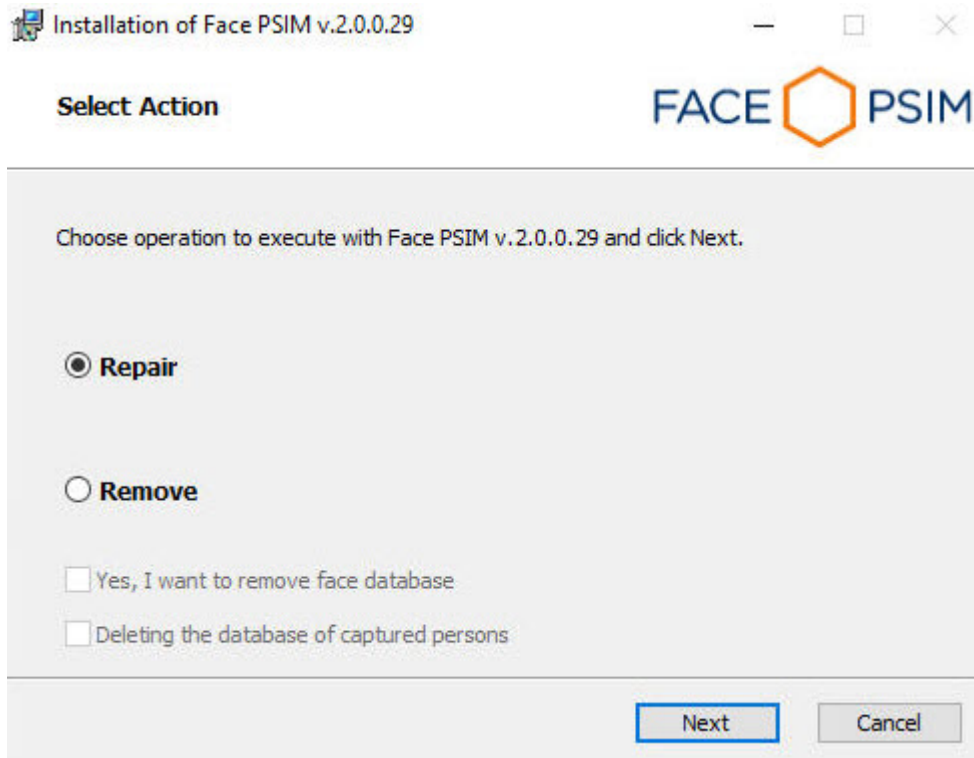 Installation of Face PSIM v.2.0.0.29
Select Action
FACE PSIM
Choose operation to execute with Face PSIM v.2.0.0.29 and click Next.
Repair
Remove
Yes, I want to remove face database
Deleting the database of captured persons
Next Cancel